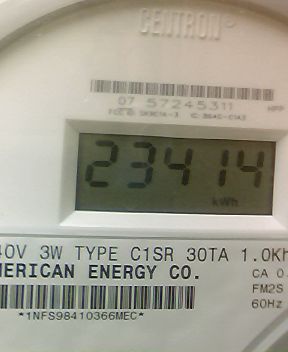 CENTRON
07 57245311
23414
kWh
40V 3W TYPE C1SR 30TA 1.0Kh
MERICAN ENERGY CO.
CA 0.
FM2S
60Hz
*1NFS98410366MEC*